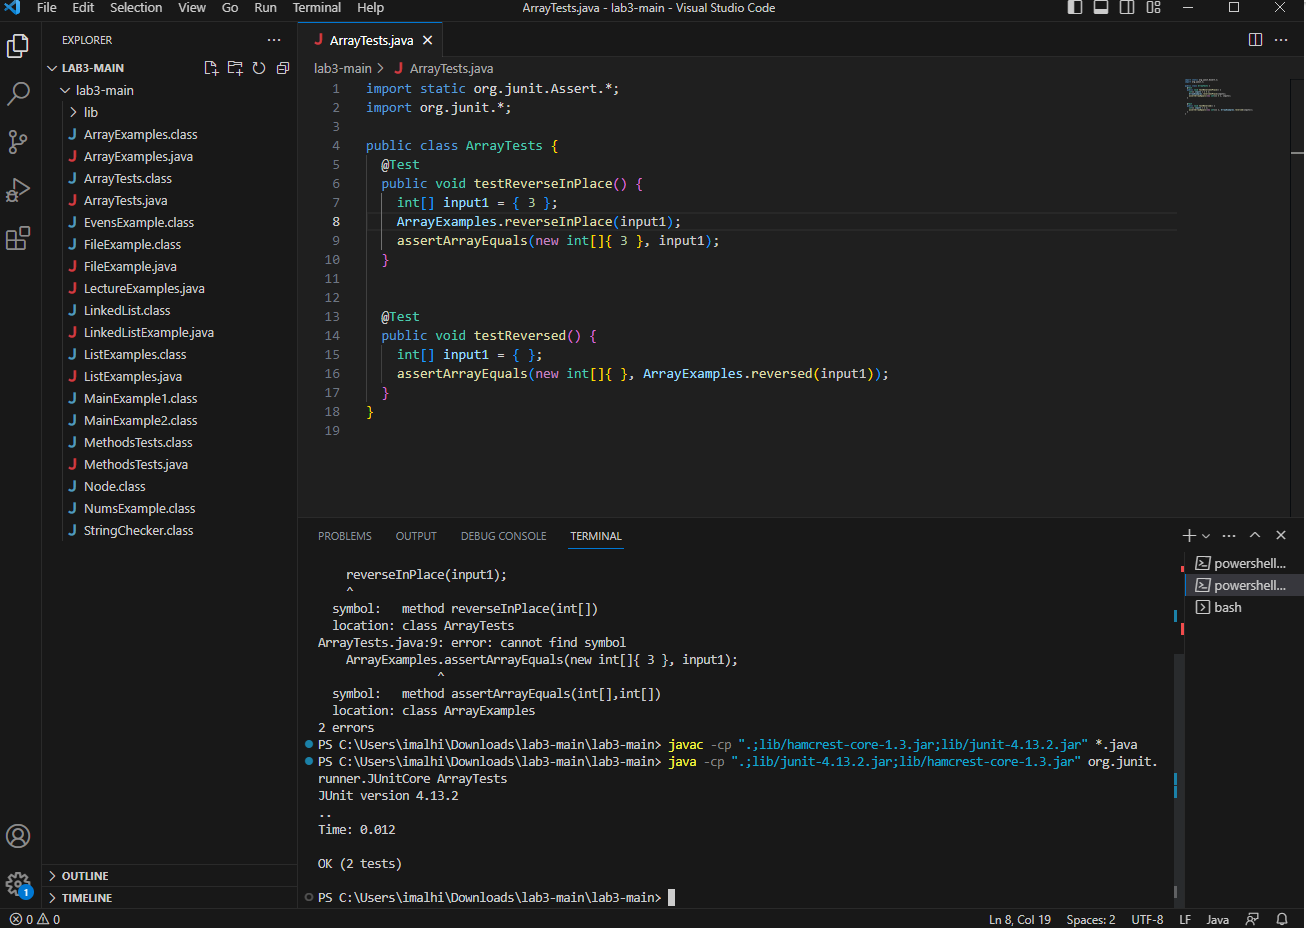 File Edit Selection View Go Run Terminal Help ArrayTests.java - lab3-main - Visual Studio Code
EXPLORER
LAB3-MAIN
lab3-main
lib
ArrayExamples.class
ArrayExamples.java
ArrayTests.class
ArrayTests.java
EvensExample.class
FileExample.class
FileExample.java
LectureExamples.java
LinkedList.class
LinkedListExample.java
ListExamples.class
ListExamples.java
MainExample1.class
MainExample2.class
MethodsTests.class
MethodsTests.java
Node.class
NumsExample.class
StringChecker.class
OUTLINE
TIMELINE
1
ArrayTests.java
lab3-main > ArrayTests.java
1 import static org.junit.Assert.*;
2 import org.junit.*;
3
4 public class ArrayTests {
5 @Test
6 public void testReverseInPlace() {
7 int[] input1 = { 3 };
8 ArrayExamples.reverseInPlace(input1);
9 assertArrayEquals(new int[]{ 3 }, input1);
10 }
11
12
13 @Test
14 public void testReversed() {
15 int[] input1 = { };
16 assertArrayEquals(new int[]{ }, ArrayExamples.reversed(input1));
17 }
18 }
19
PROBLEMS OUTPUT DEBUG CONSOLE TERMINAL
reverseInPlace(input1);
^
symbol: method reverseInPlace(int[])
location: class ArrayTests
ArrayTests.java:9: error: cannot find symbol
ArrayExamples.assertArrayEquals(new int[]{ 3 }, input1);
^
symbol: method assertArrayEquals(int[],int[])
location: class ArrayExamples
2 errors
PS C:\Users\imalhi\Downloads\lab3-main\lab3-main> javac -cp ".;lib/hamcrest-core-1.3.jar;lib/junit-4.13.2.jar" *.java
PS C:\Users\imalhi\Downloads\lab3-main\lab3-main> java -cp ".;lib/junit-4.13.2.jar;lib/hamcrest-core-1.3.jar" org.junit.
runner.JUnitCore ArrayTests
JUnit version 4.13.2
..
Time: 0.012
OK (2 tests)
PS C:\Users\imalhi\Downloads\lab3-main\lab3-main>
powershell...
powershell...
bash
0 0 Ln 8, Col 19 Spaces: 2 UTF-8 LF Java